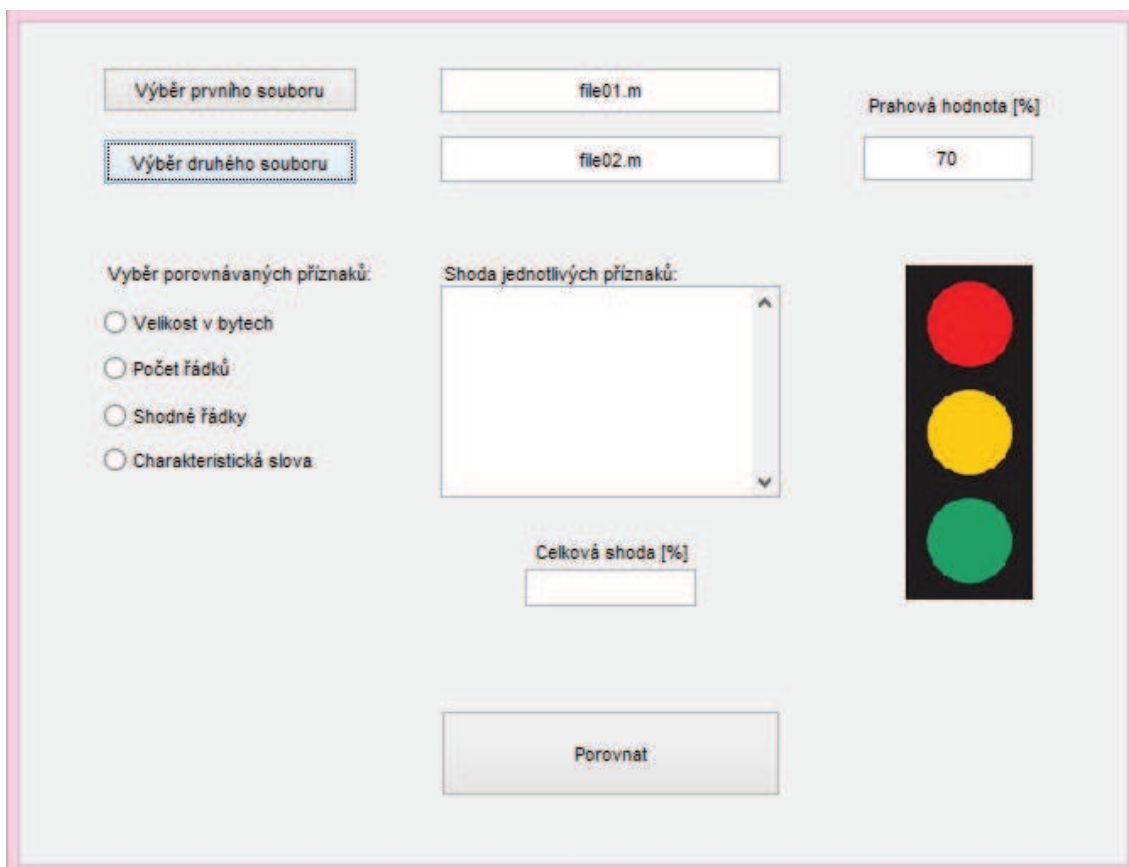 Výběr prvního souboru
file01.m
Prahová hodnota [%]
Výběr druhého souboru
file02.m
70
Vyběr porovnávaných příznaků:
Shoda jednotlivých příznaků:
Velikost v bytech
Počet řádků
Shodné řádky
Charakteristická slova
Celková shoda [%]
Porovnat